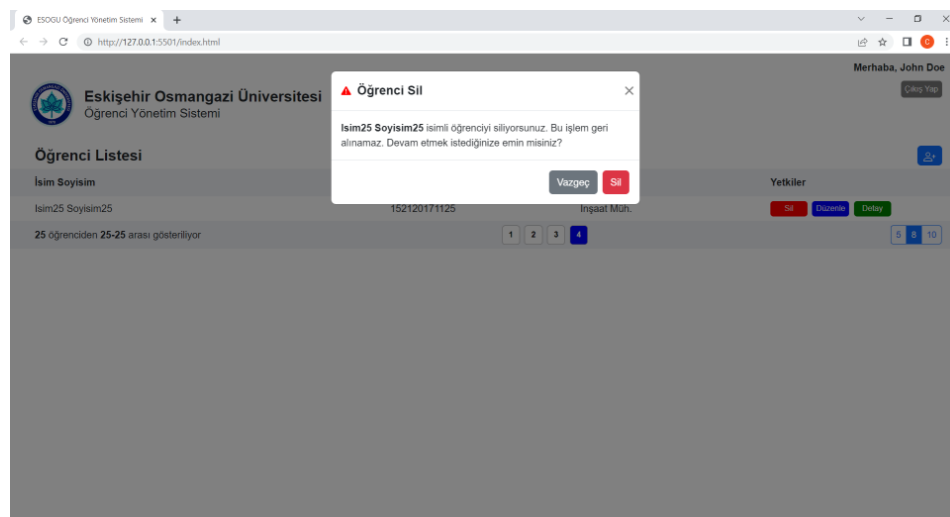 ESOGU Öğrenci Yönetim Sistemi
http://127.0.0.1:5501/index.html
C
Merhaba, John Doe
Çıkış Yap
Eskişehir Osmangazi Üniversitesi
Öğrenci Yönetim Sistemi
Öğrenci Sil
Isim25 Soyisim25 isimli öğrenciyi siliyorsunuz. Bu işlem geri
alınamaz. Devam etmek istediğinize emin misiniz?
Vazgeç Sil
Öğrenci Listesi
İsim Soyisim Yetkiler
Isim25 Soyisim25 152120171125 İnşaat Müh. Sil Düzenle Detay
25 öğrenciden 25-25 arası gösteriliyor 1 2 3 4 5 8 10